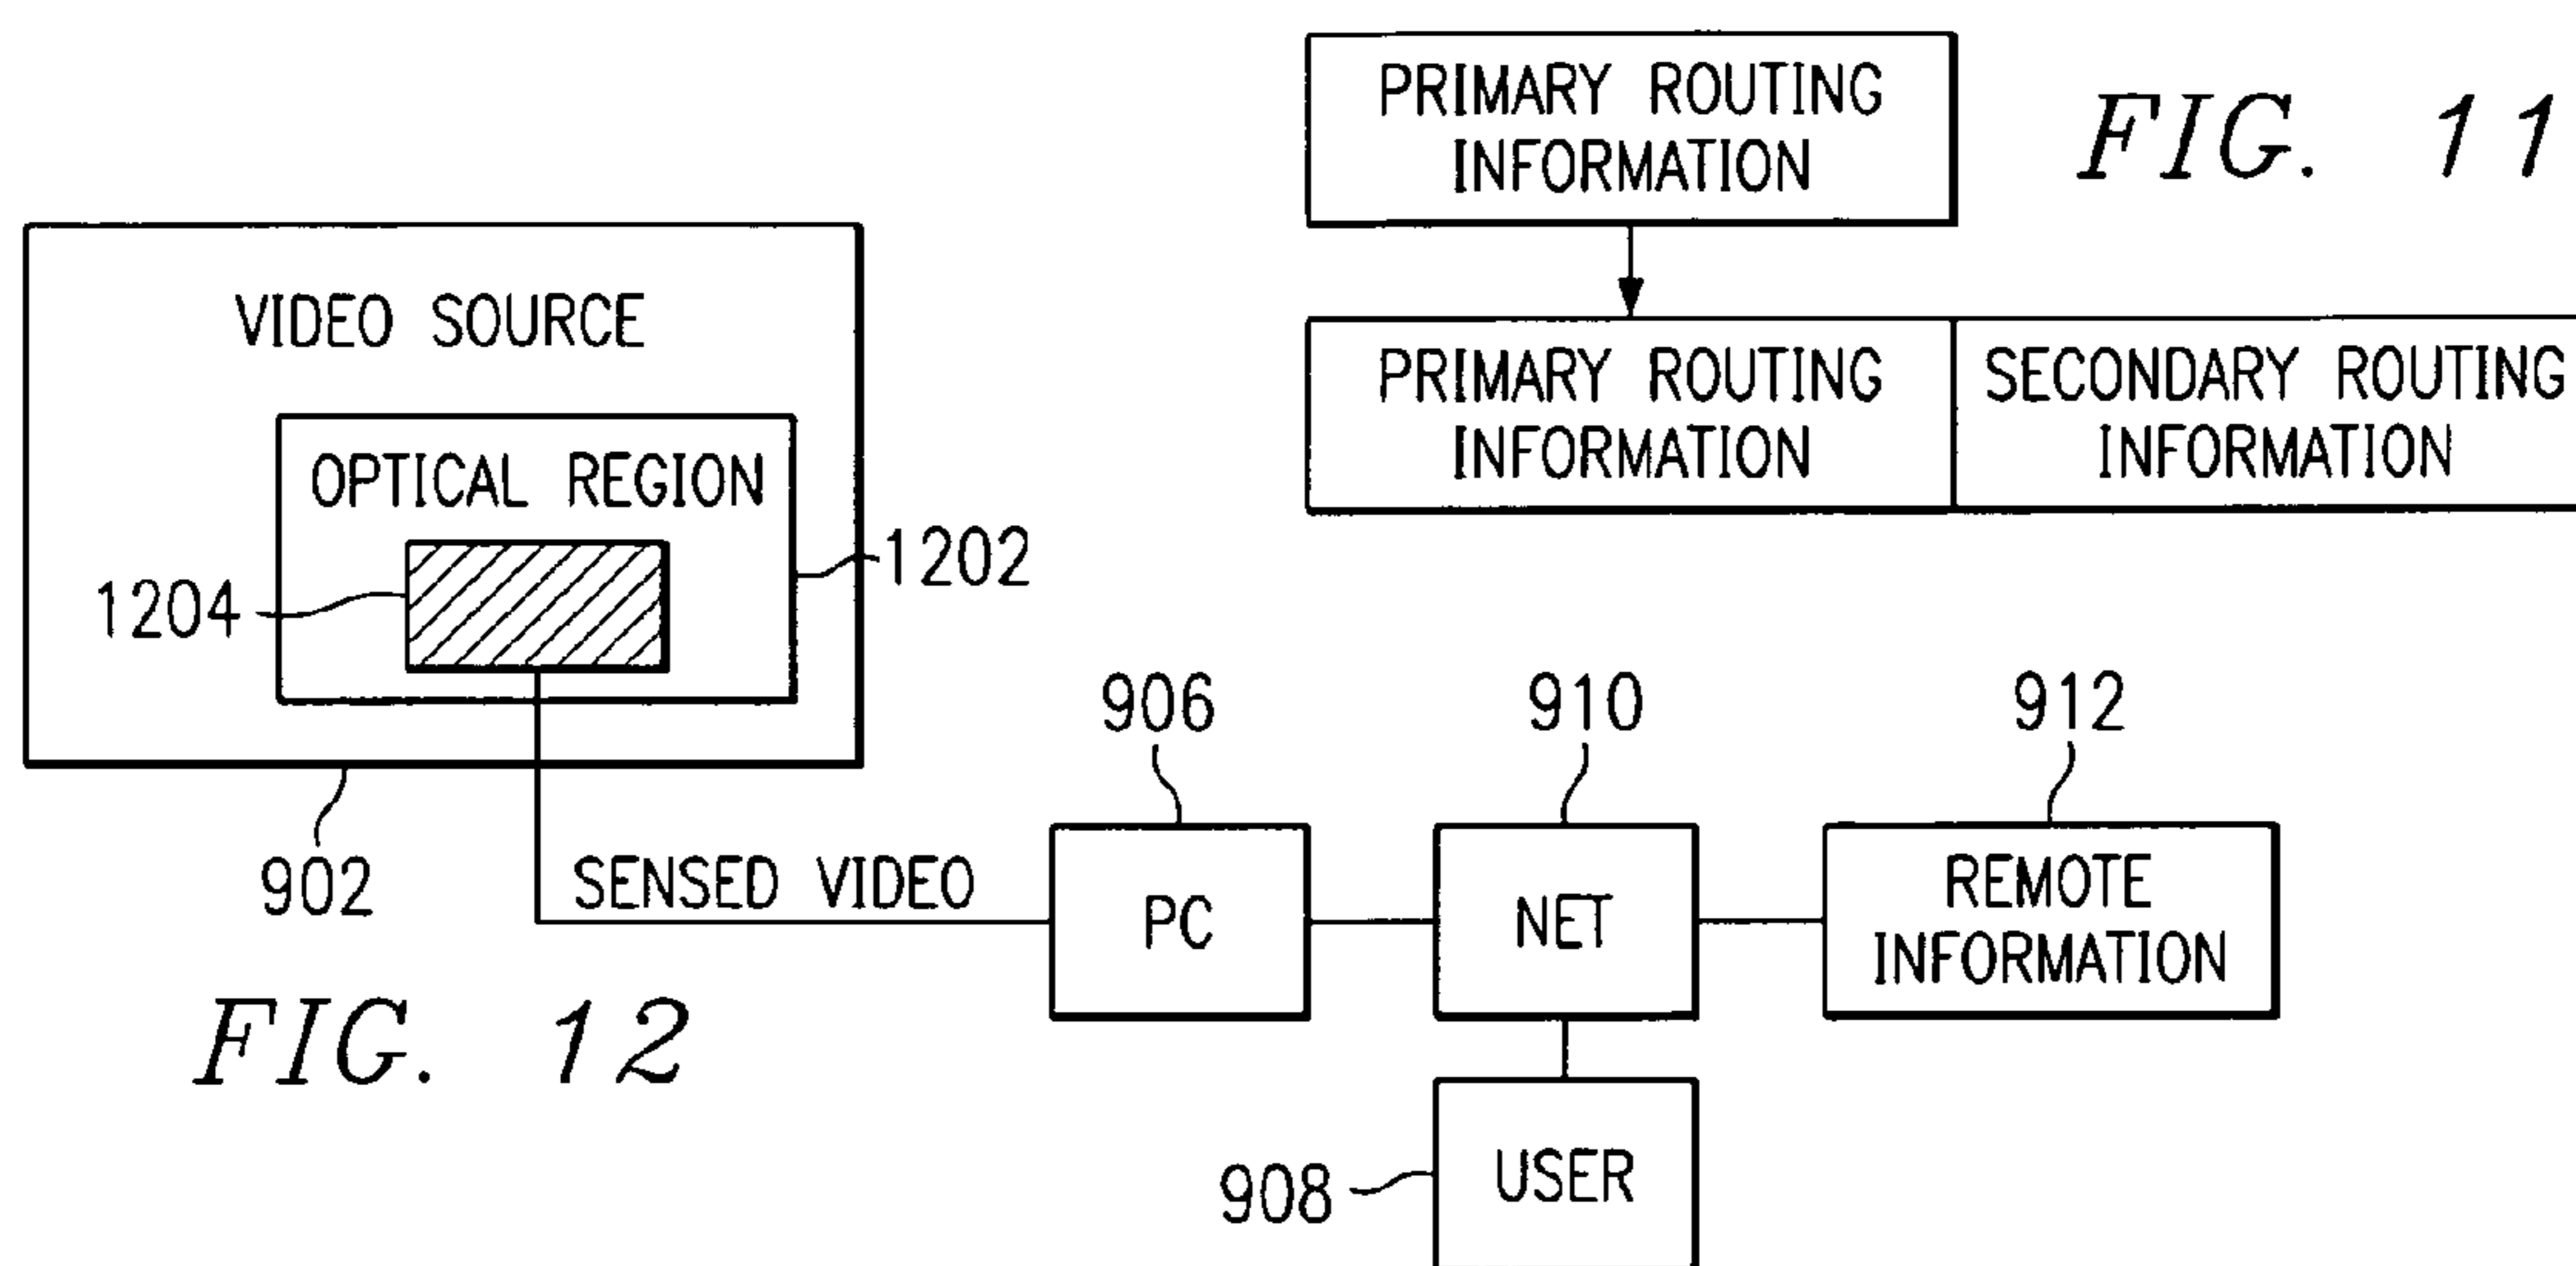 PRIMARY ROUTING
INFORMATION
FIG. 11
PRIMARY ROUTING
INFORMATION
SECONDARY ROUTING
INFORMATION
VIDEO SOURCE
OPTICAL REGION
1202
1204
902
SENSED VIDEO
906
PC
910
NET
912
REMOTE
INFORMATION
908
USER
FIG. 12